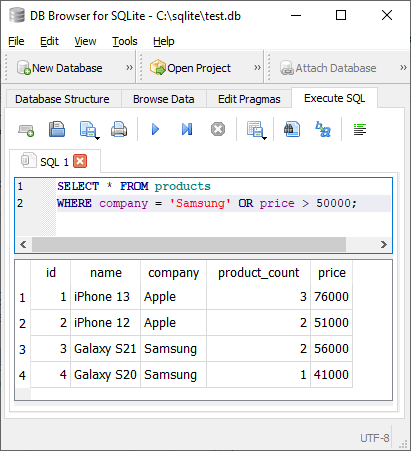 DB Browser for SQLite - C:\sqlite\test.db
File Edit View Tools Help
New Database » Open Project » Attach Database »
Database Structure Browse Data Edit Pragmas Execute SQL
SQL 1
1 SELECT * FROM products
2 WHERE company = 'Samsung' OR price > 50000;
id name company product_count price
1 1 iPhone 13 Apple 3 76000
2 2 iPhone 12 Apple 2 51000
3 3 Galaxy S21 Samsung 2 56000
4 4 Galaxy S20 Samsung 1 41000
UTF-8